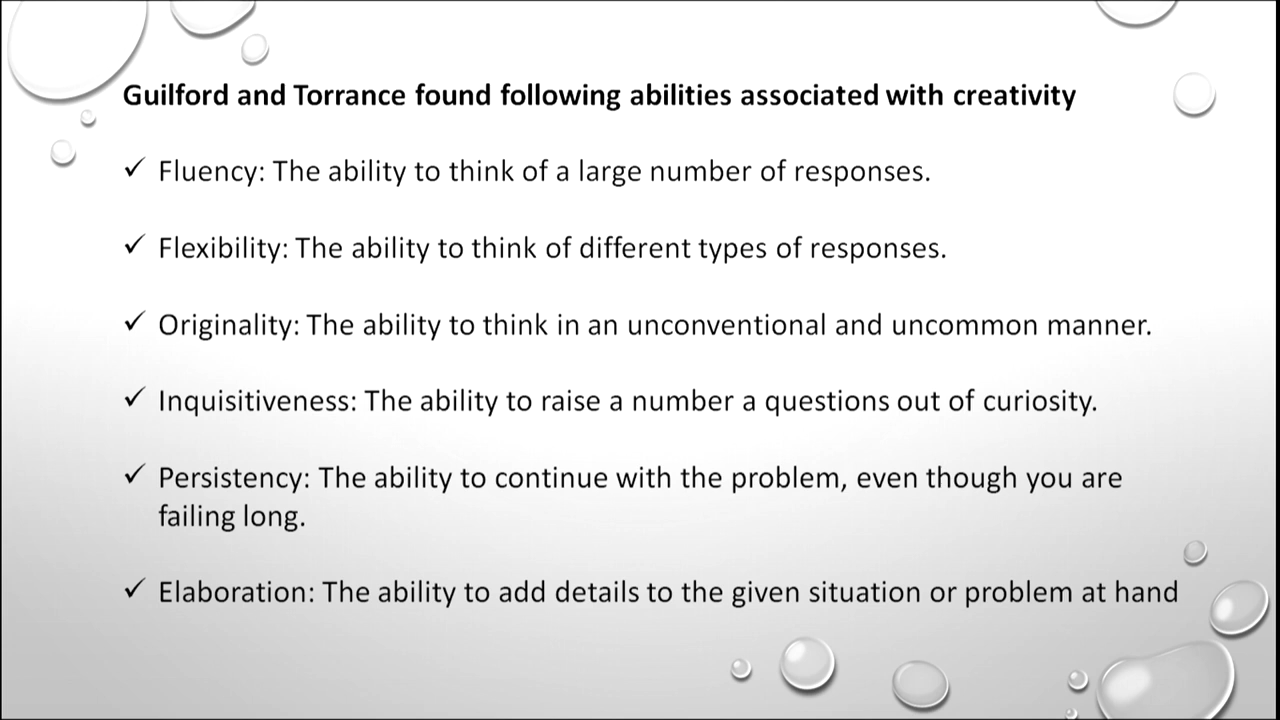 Guilford and Torrance found following abilities associated with creativity
✓ Fluency: The ability to think of a large number of responses.
✓ Flexibility: The ability to think of different types of responses.
✓ Originality: The ability to think in an unconventional and uncommon manner.
✓ Inquisitiveness: The ability to raise a number a questions out of curiosity.
✓ Persistency: The ability to continue with the problem, even though you are
failing long.
✓ Elaboration: The ability to add details to the given situation or problem at hand